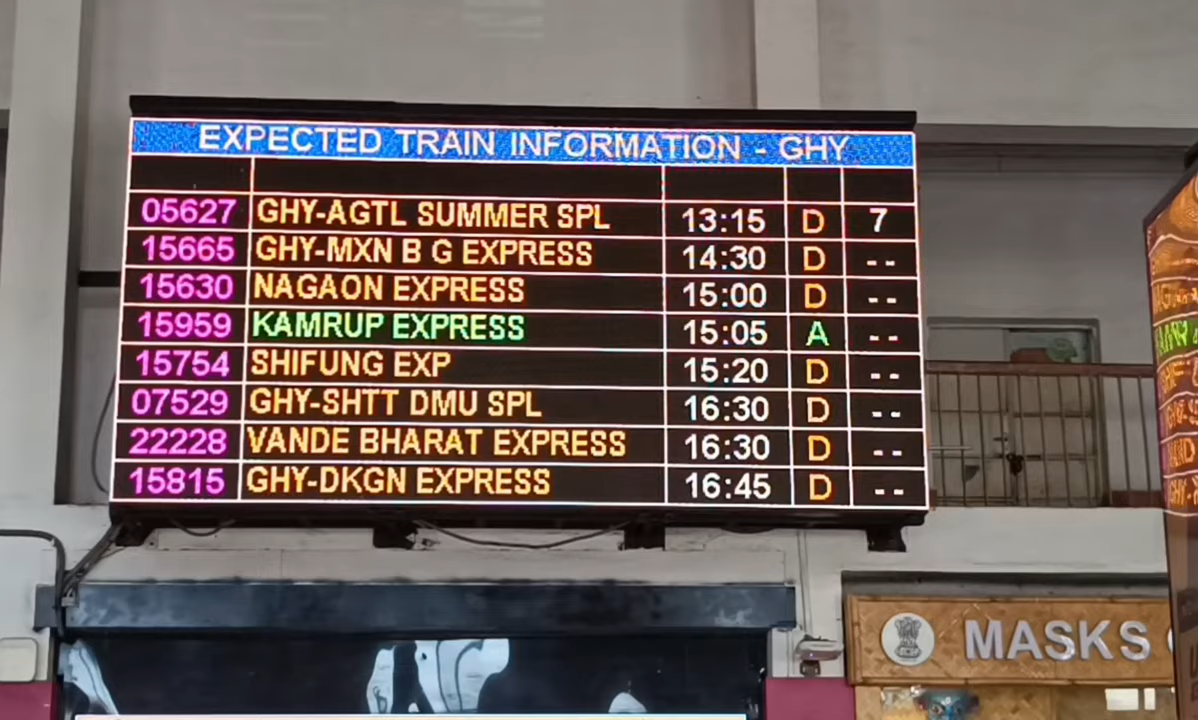 EXPECTED TRAIN INFORMATION - GHY
05627 GHY-AGTL SUMMER SPL 13:15 D 7
15665 GHY-MXN B G EXPRESS 14:30 D --
15630 NAGAON EXPRESS 15:00 D --
15959 KAMRUP EXPRESS 15:05 A --
15754 SHIFUNG EXP 15:20 D --
07529 GHY-SHTT DMU SPL 16:30 D --
22228 VANDE BHARAT EXPRESS 16:30 D --
15815 GHY-DKGN EXPRESS 16:45 D --
MASKS